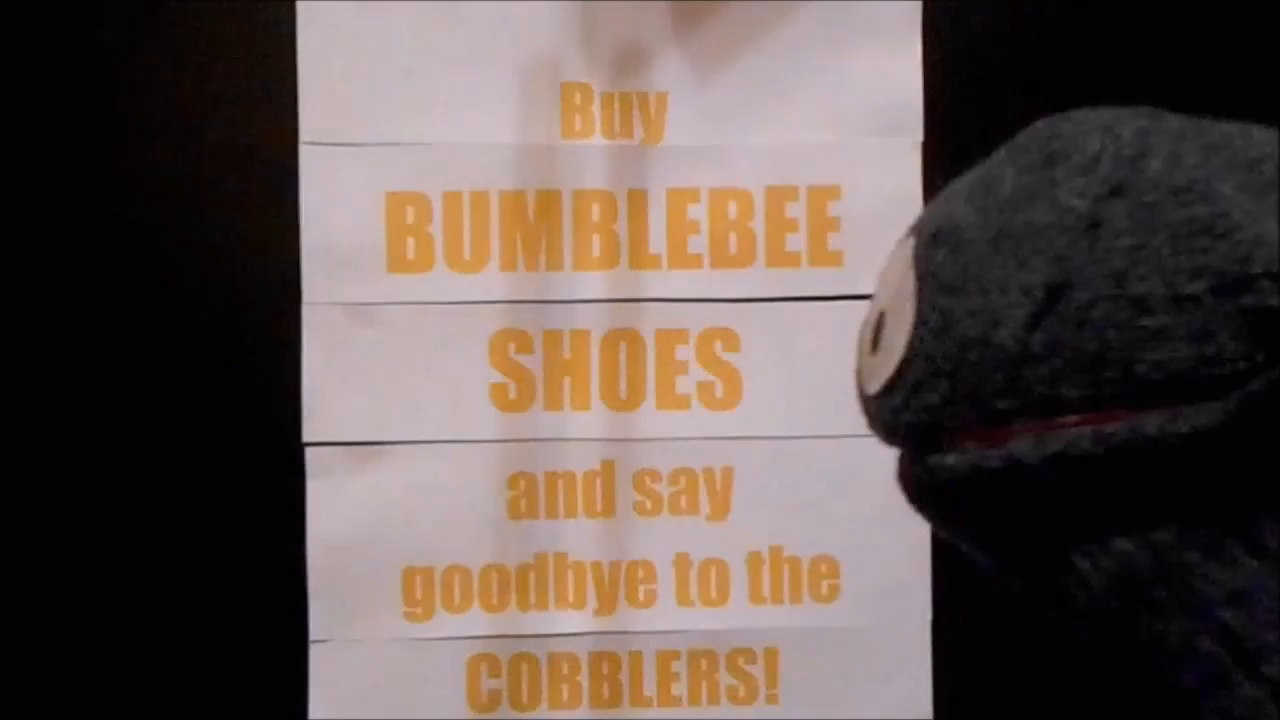 Buy
BUMBLEBEE
SHOES
and say
goodbye to the
COBBLERS!